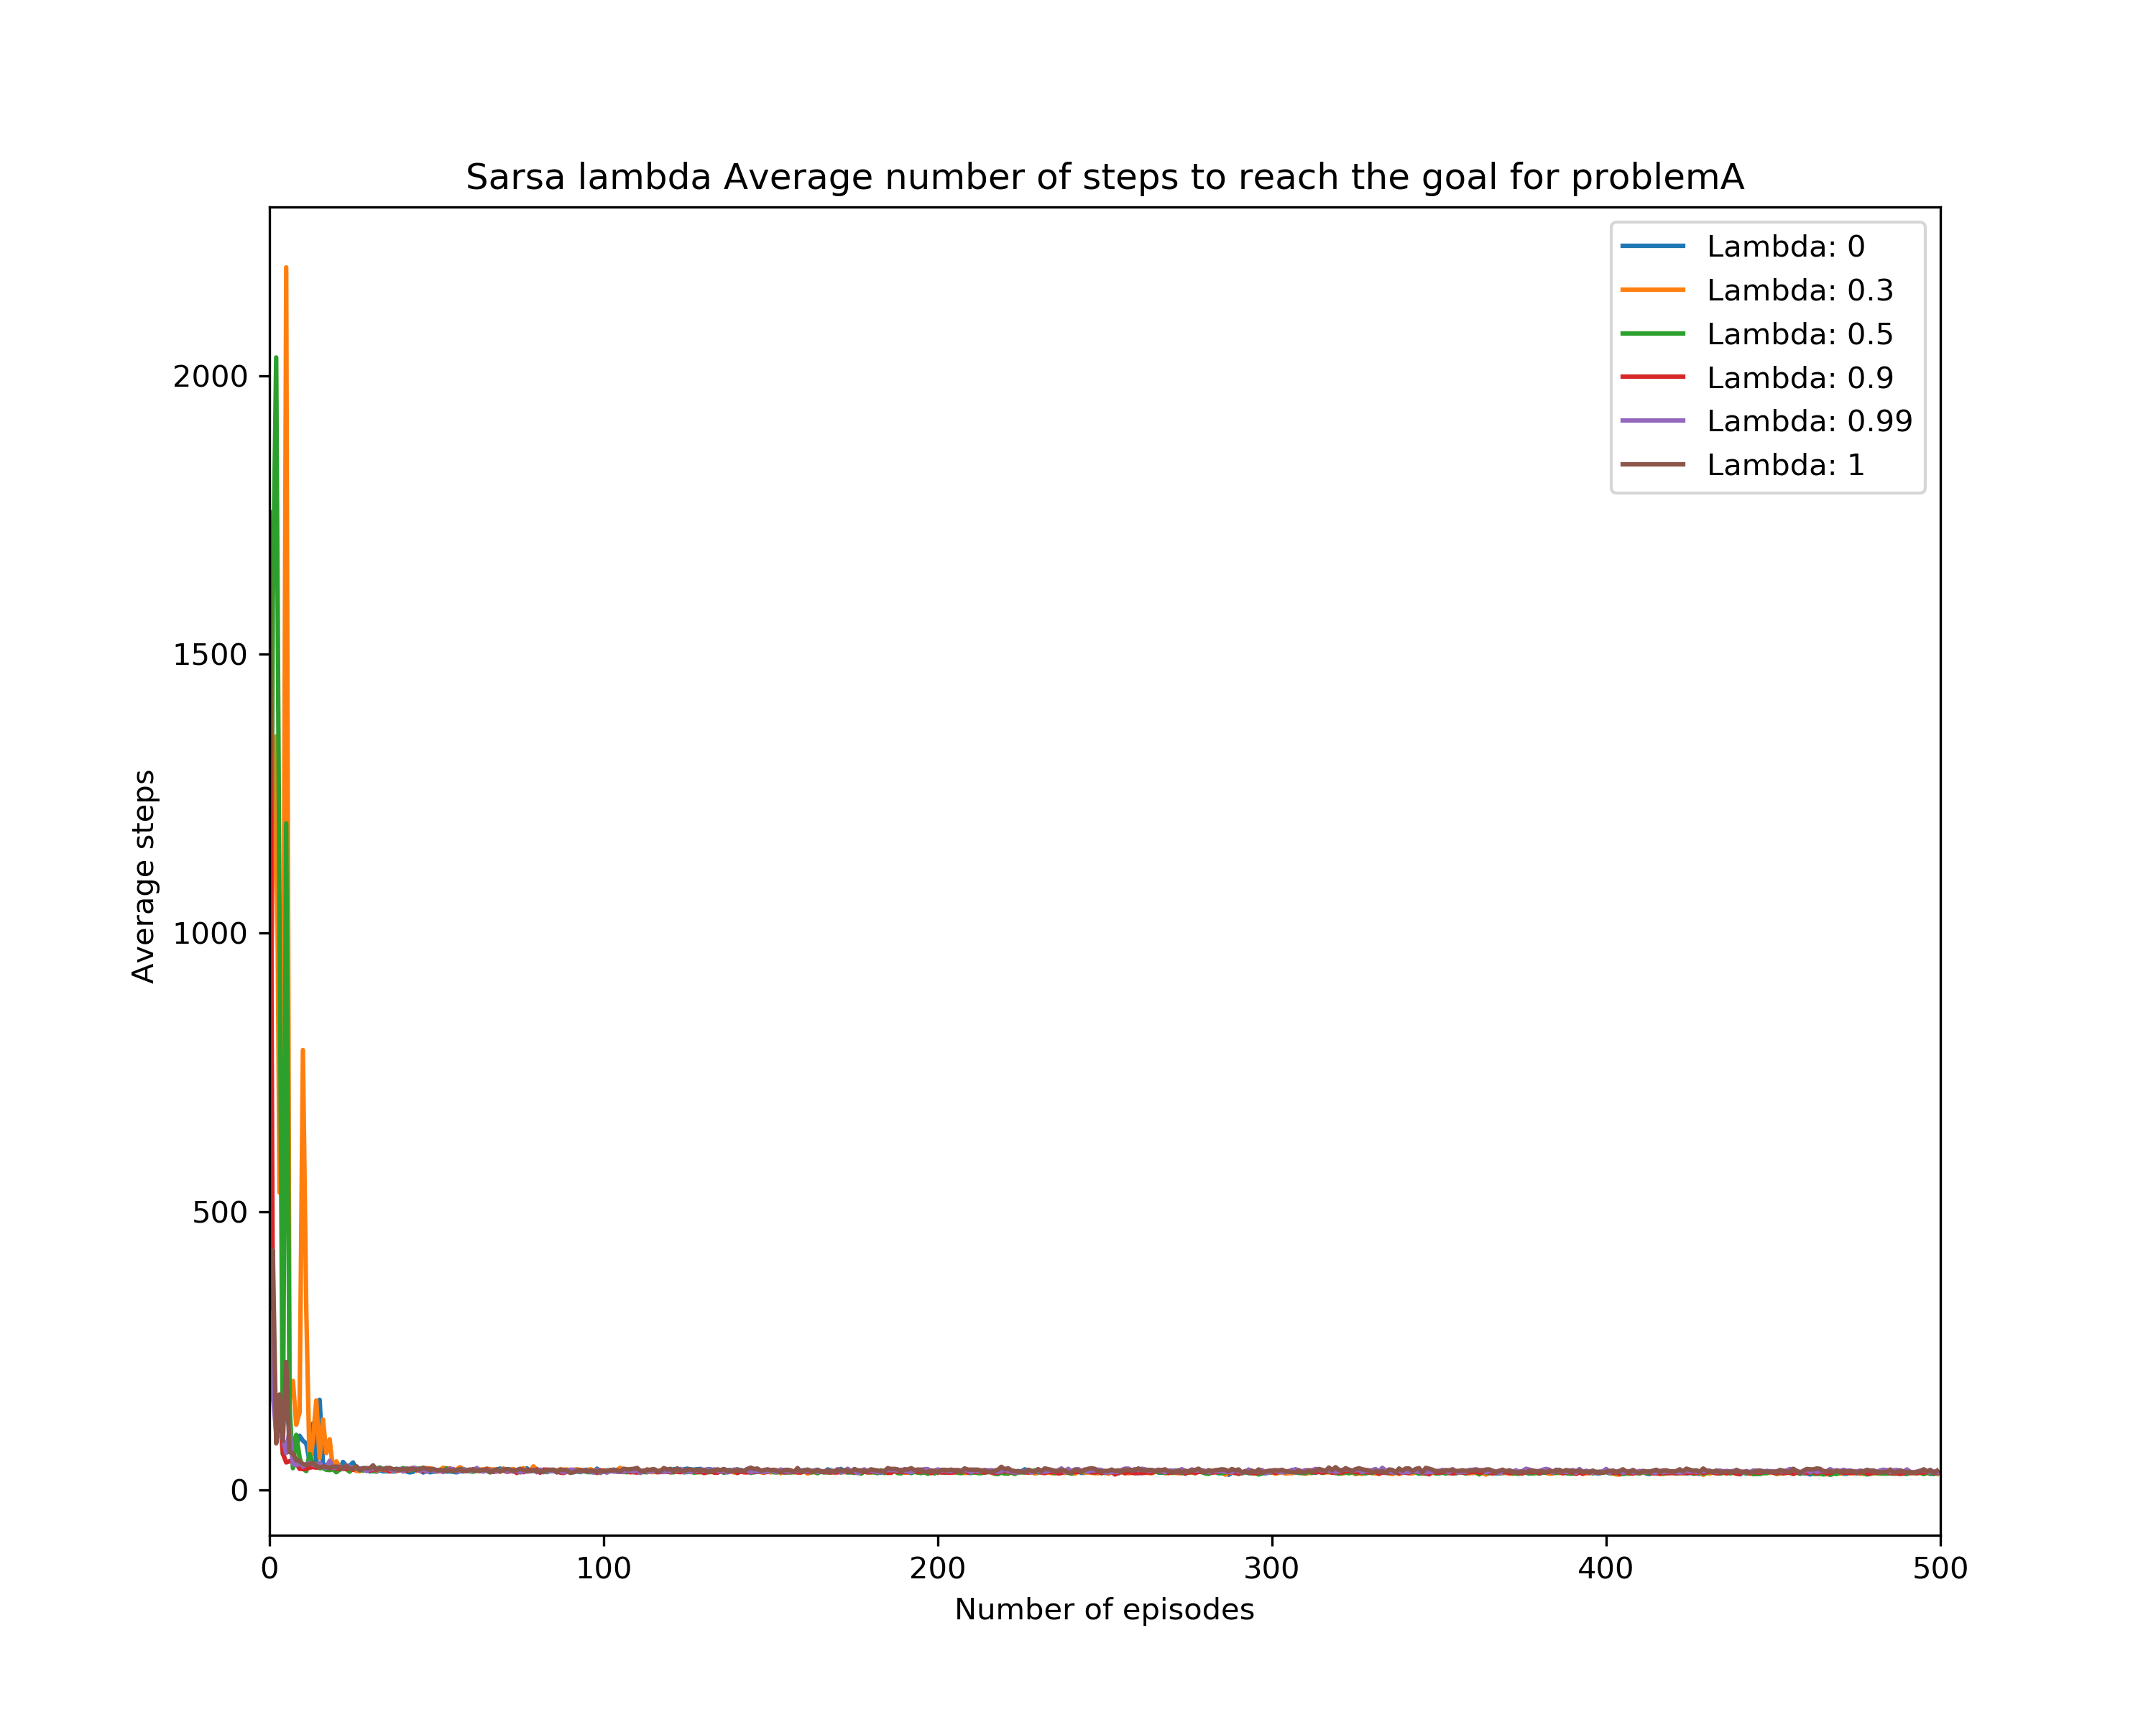 Sarsa lambda Average number of steps to reach the goal for problemA
Lambda: 0
Lambda: 0.3
Lambda: 0.5
Lambda: 0.9
Lambda: 0.99
Lambda: 1
2000
1500
1000
500
0
Average steps
0 100 200 300 400 500
Number of episodes